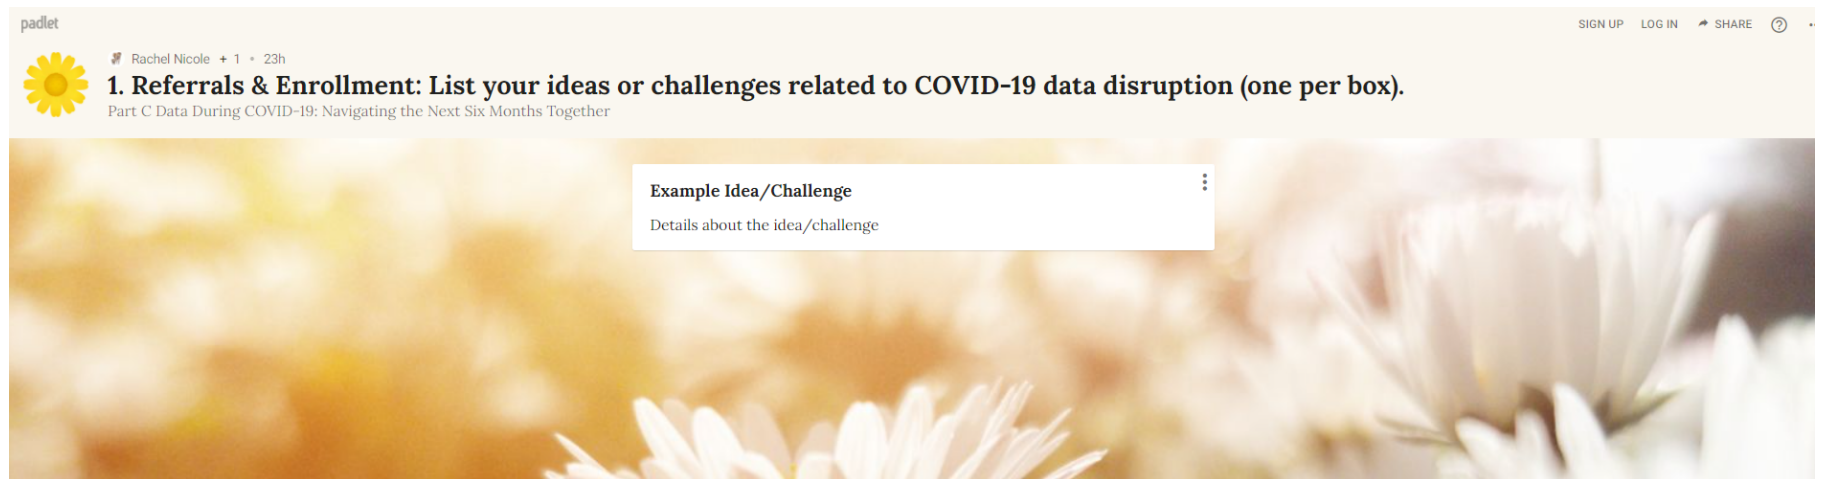 padlet
SIGN UP LOG IN SHARE
Rachel Nicole + 1 • 23h
1. Referrals & Enrollment: List your ideas or challenges related to COVID-19 data disruption (one per box).
Part C Data During COVID-19: Navigating the Next Six Months Together
Example Idea/Challenge
Details about the idea/challenge